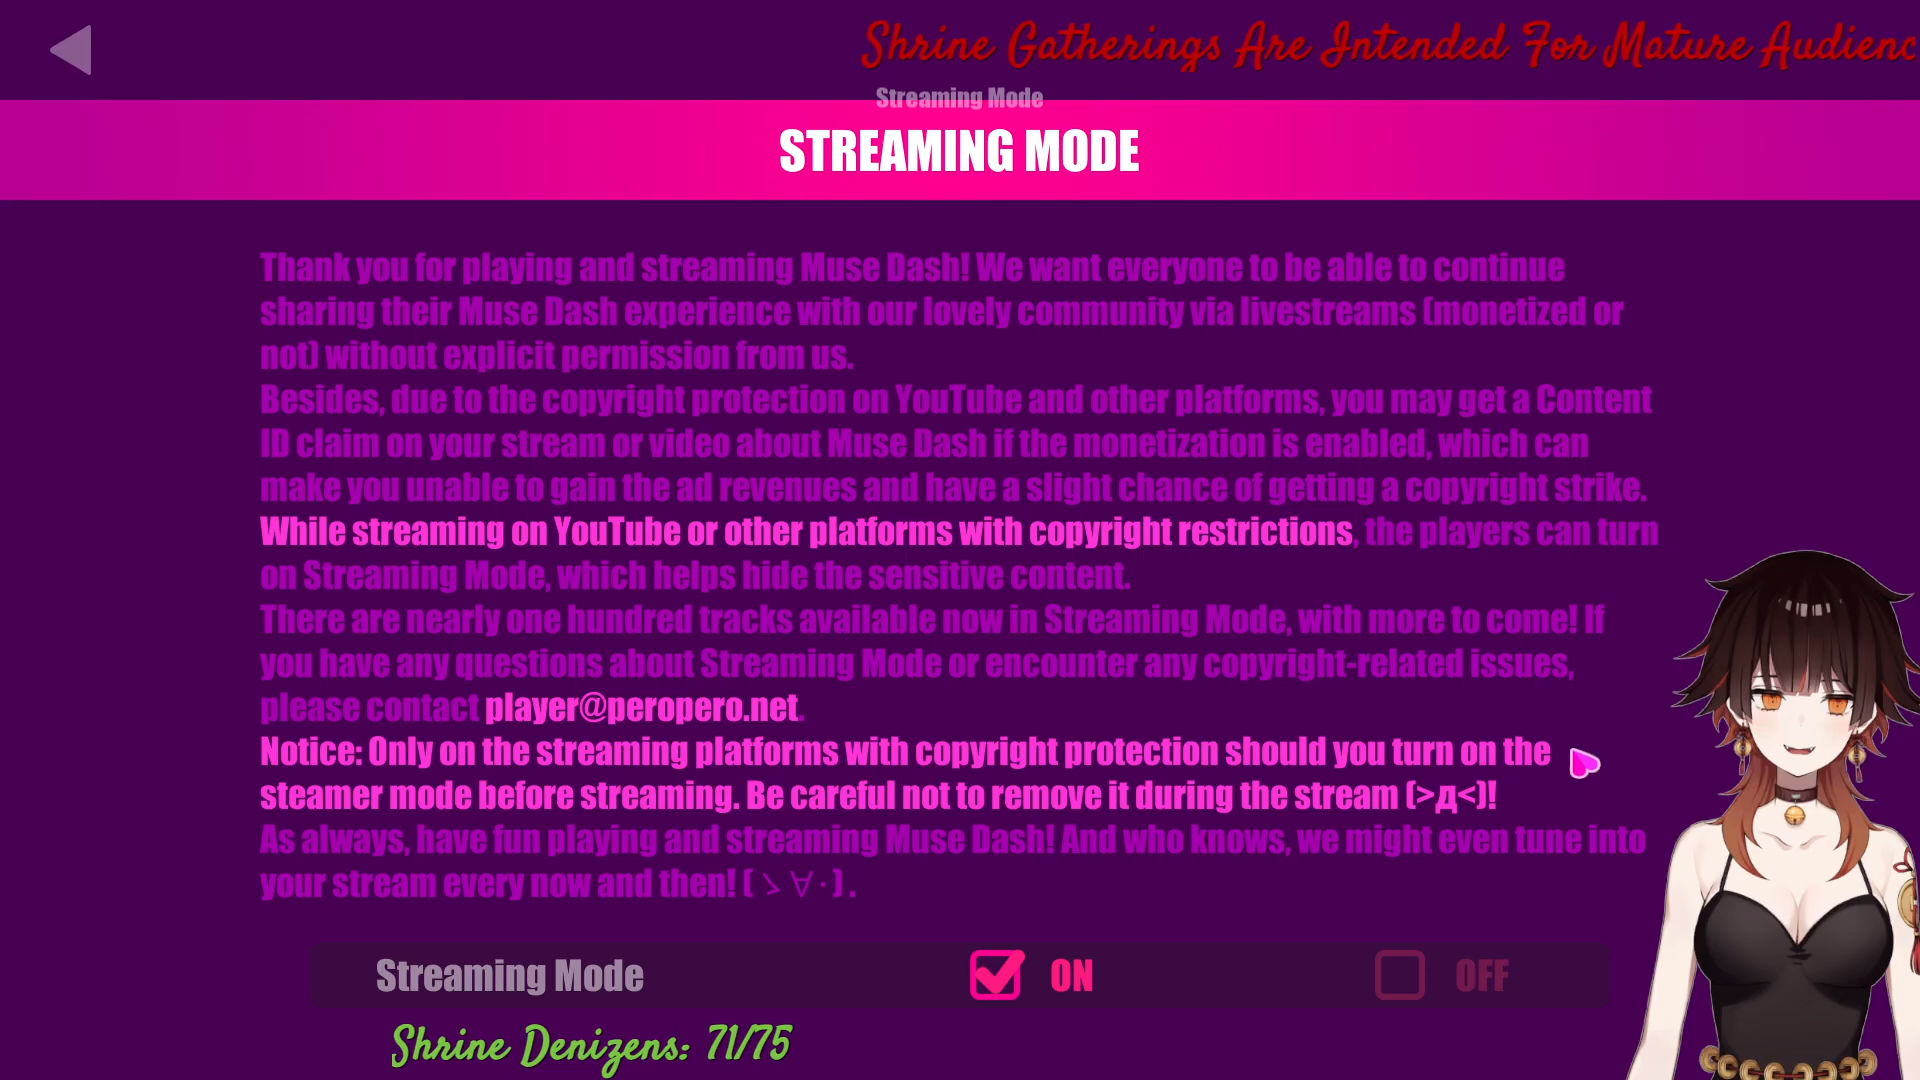 Shrine Gatherings Are Intended For Mature Audienc
Streaming Mode
STREAMING MODE
Thank you for playing and streaming Muse Dash! We want everyone to be able to continue
sharing their Muse Dash experience with our lovely community via livestreams (monetized or
not) without explicit permission from us.
Besides, due to the copyright protection on YouTube and other platforms, you may get a Content
ID claim on your stream or video about Muse Dash if the monetization is enabled, which can
make you unable to gain the ad revenues and have a slight chance of getting a copyright strike.
While streaming on YouTube or other platforms with copyright restrictions, the players can turn
on Streaming Mode, which helps hide the sensitive content.
There are nearly one hundred tracks available now in Streaming Mode, with more to come! If
you have any questions about Streaming Mode or encounter any copyright-related issues,
please contact player@peropero.net.
Notice: Only on the streaming platforms with copyright protection should you turn on the
steamer mode before streaming. Be careful not to remove it during the stream (>д<)!
As always, have fun playing and streaming Muse Dash! And who knows, we might even tune into
your stream every now and then! (ゝ∀･) .
Streaming Mode ON OFF
Shrine Denizens: 71/75